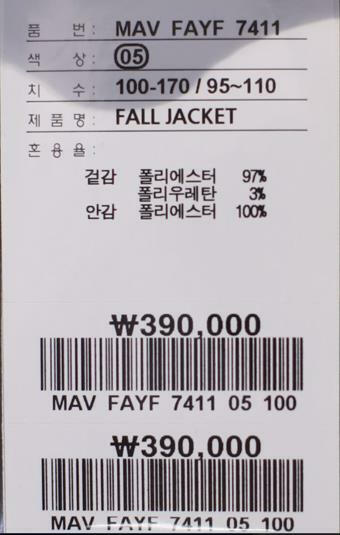 품 번: MAV FAYF 7411
색 상: 05
치 수: 100-170 / 95~110
제 품 명: FALL JACKET
혼 용 율:
겉감 폴리에스터 97%
폴리우레탄 3%
안감 폴리에스터 100%
₩390,000
MAV FAYF 7411 05 100
₩390,000
MAV FAYF 7411 05 100